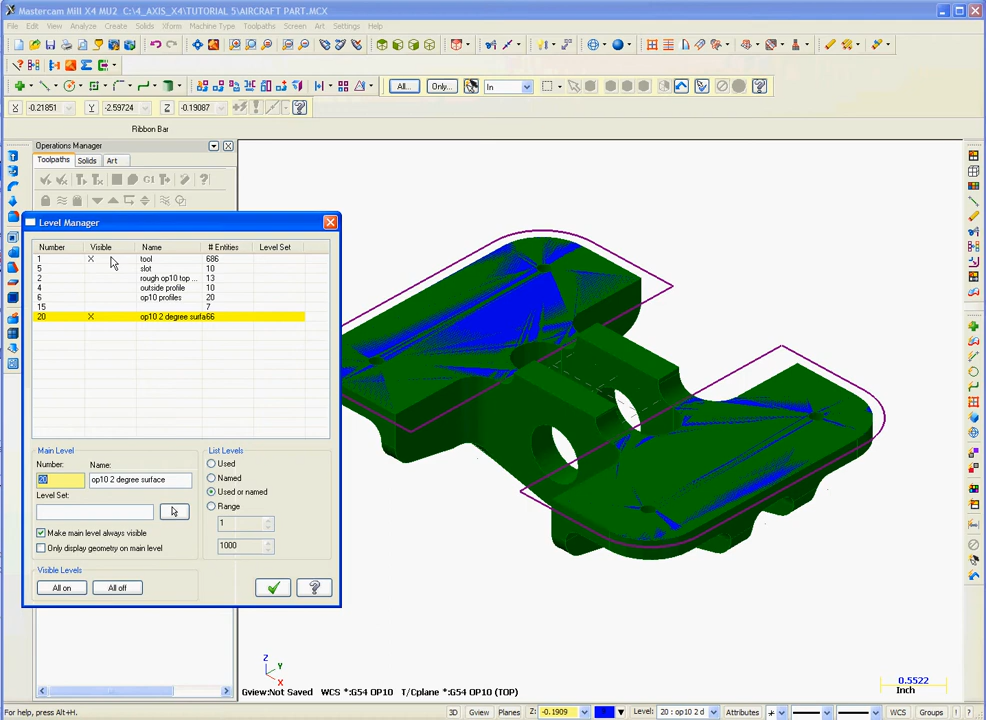 Mastercam Mill X4 MU2 C:\4_AXIS_X4\TUTORIAL 5\AIRCRAFT PART.MCX
File Edit View Analyze Create Solids Xform Machine Type Toolpaths Screen Art Settings Help
All... Only... In
X -0.21851 Y -2.59724 Z -0.19087
Ribbon Bar
Operations Manager
Toolpaths Solids Art
G1
Level Manager
Number Visible Name # Entities Level Set
1 X tool 686
5 slot 10
2 rough op10 top ... 13
4 outside profile 10
6 op10 profiles 20
15 7
20 X op10 2 degree surfa66
Main Level
Number: Name:
20 op10 2 degree surface
Level Set:
Make main level always visible
Only display geometry on main level
List Levels
Used
Named
Used or named
Range
1
1000
Visible Levels
All on All off
Z
Y
X
Gview:Not Saved WCS *:G54 OP10 T/Cplane *:G54 OP10 (TOP)
0.5522
Inch
For help, press Alt+H. 3D Gview Planes Z: -0.1909 Level: 20 : op10 2 d Attributes WCS Groups ! ?